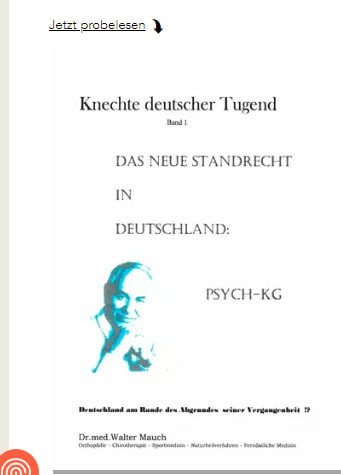 Jetzt probelesen
Knechte deutscher Tugend
Band 1
DAS NEUE STANDRECHT
IN
DEUTSCHLAND:
PSYCH-KG
Deutschland am Rande des Abgrundes seiner Vergangenheit ?
Dr.med.Walter Mauch
Orthopädie - Chirotherapie - Sportmedizin - Naturheilverfahren - Fernöstliche Medizin